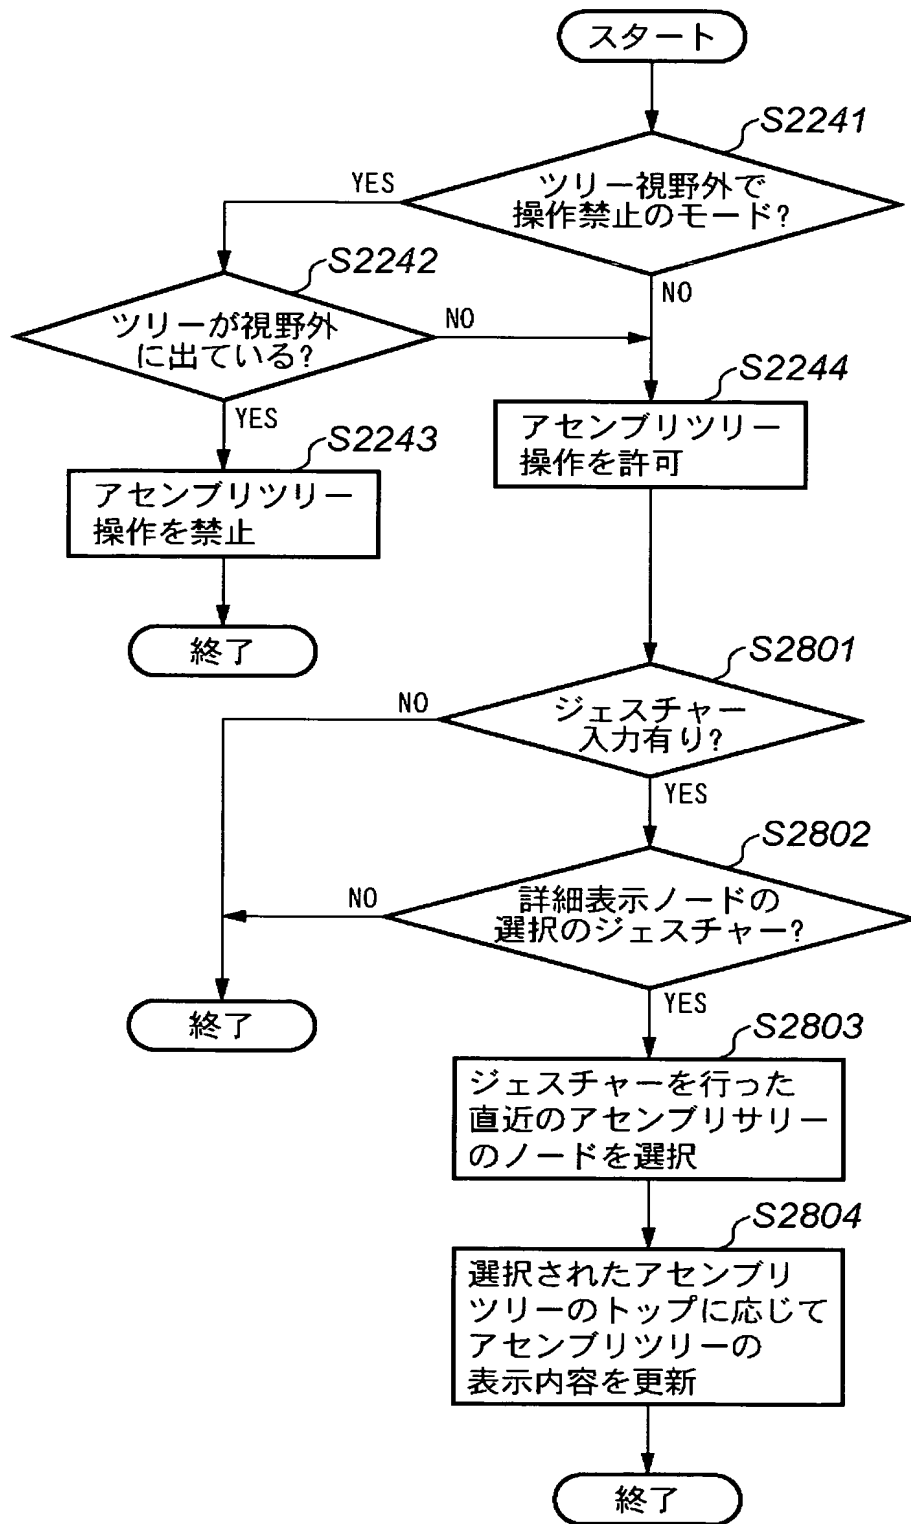 スタート
S2241
ツリー視野外で
操作禁止のモード?
YES
NO
S2242
ツリーが視野外
に出ている?
NO
YES
S2243
アセンブリツリー
操作を禁止
終了
S2244
アセンブリツリー
操作を許可
S2801
ジェスチャー
入力有り?
NO
YES
S2802
詳細表示ノードの
選択のジェスチャー?
NO
YES
終了
S2803
ジェスチャーを行った
直近のアセンブリサリー
のノードを選択
S2804
選択されたアセンブリ
ツリーのトップに応じて
アセンブリツリーの
表示内容を更新
終了